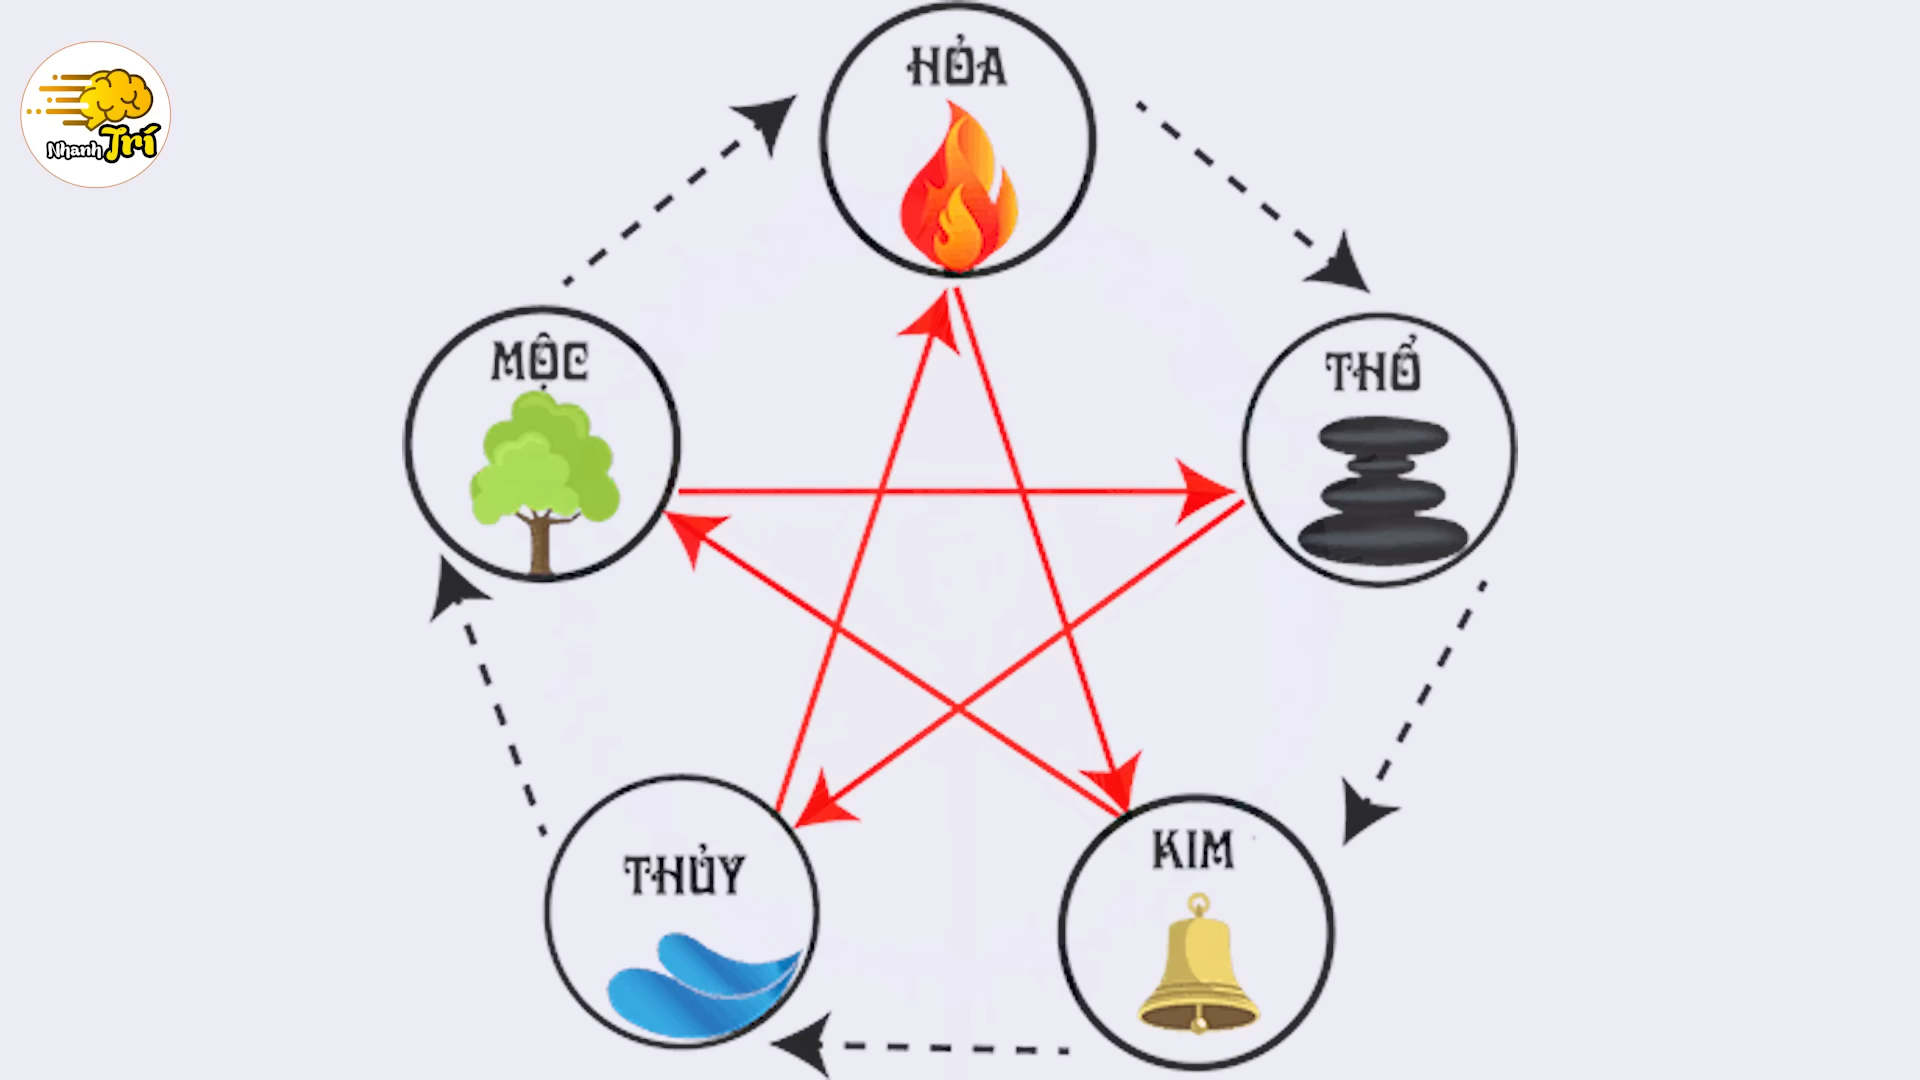 Nhanh Trí
HỎA
MỘC
THỔ
THỦY
KIM